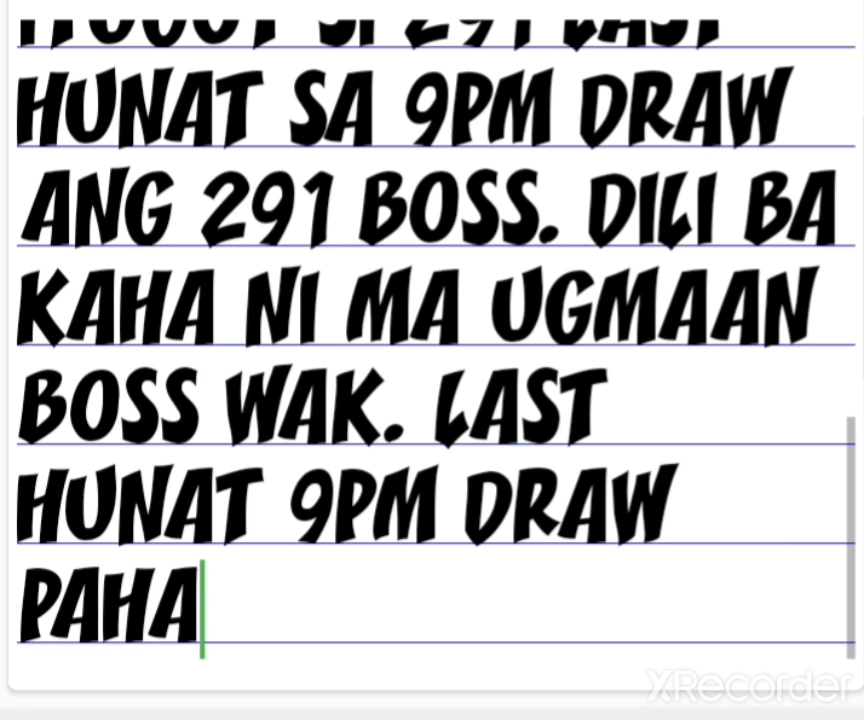 291
HUNAT SA 9PM DRAW
ANG 291 BOSS. DILI BA
KAHA NI MA UGMAAN
BOSS WAK. LAST
HUNAT 9PM DRAW
PAHA
XRecorder